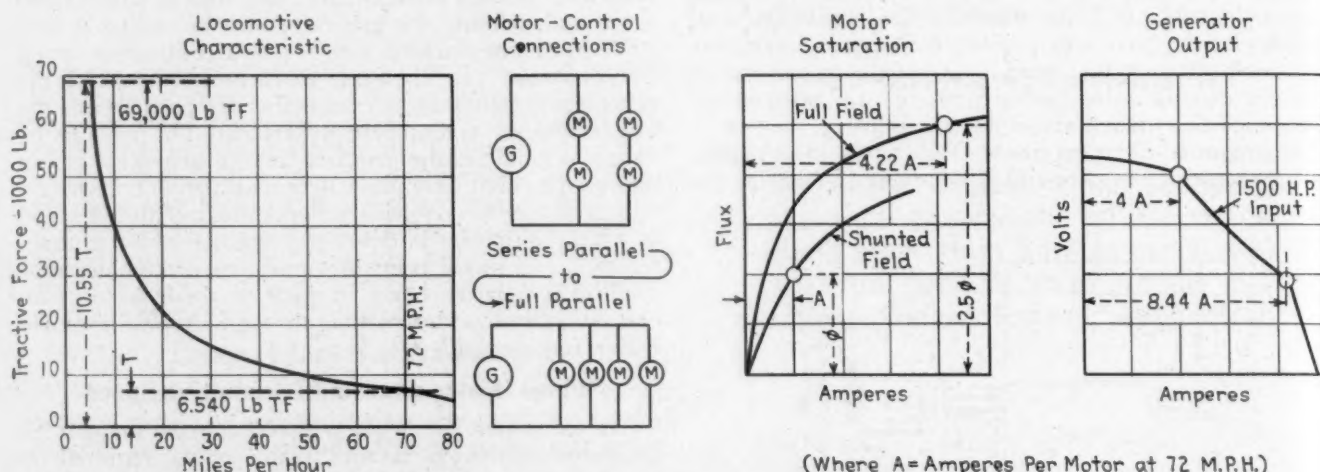 Locomotive
Characteristic
Motor-Control
Connections
Motor
Saturation
Generator
Output
Tractive Force - 1000 Lb.
70
60
50
40
30
20
10
0
69,000 Lb TF
10.55 T
T
6.540 Lb TF
72 M.P.H.
0 10 20 30 40 50 60 70 80
Miles Per Hour
G
M M
M M
Series Parallel
to
Full Parallel
G M M M M
Flux
Full Field
4.22 A
Shunted
Field
A
ϕ
2.5 ϕ
Amperes
Volts
4 A
1500 H.P.
Input
8.44 A
Amperes
(Where A = Amperes Per Motor at 72 M.P.H.)